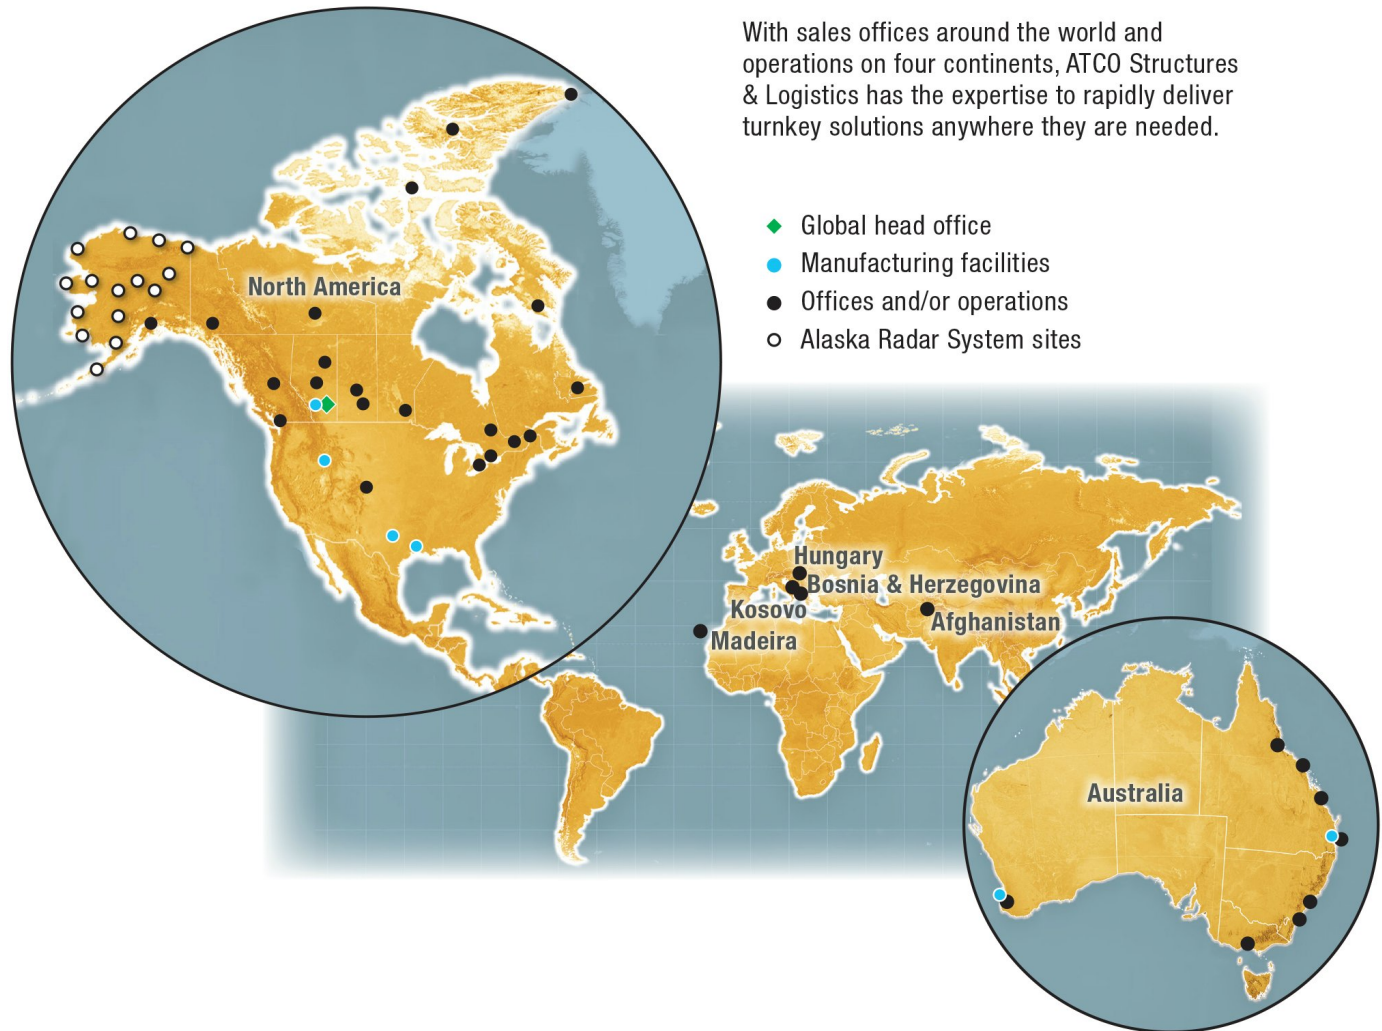 With sales offices around the world and
operations on four continents, ATCO Structures
& Logistics has the expertise to rapidly deliver
turnkey solutions anywhere they are needed.
Global head office
Manufacturing facilities
Offices and/or operations
Alaska Radar System sites
North America
Hungary
Bosnia & Herzegovina
Kosovo
Afghanistan
Madeira
Australia